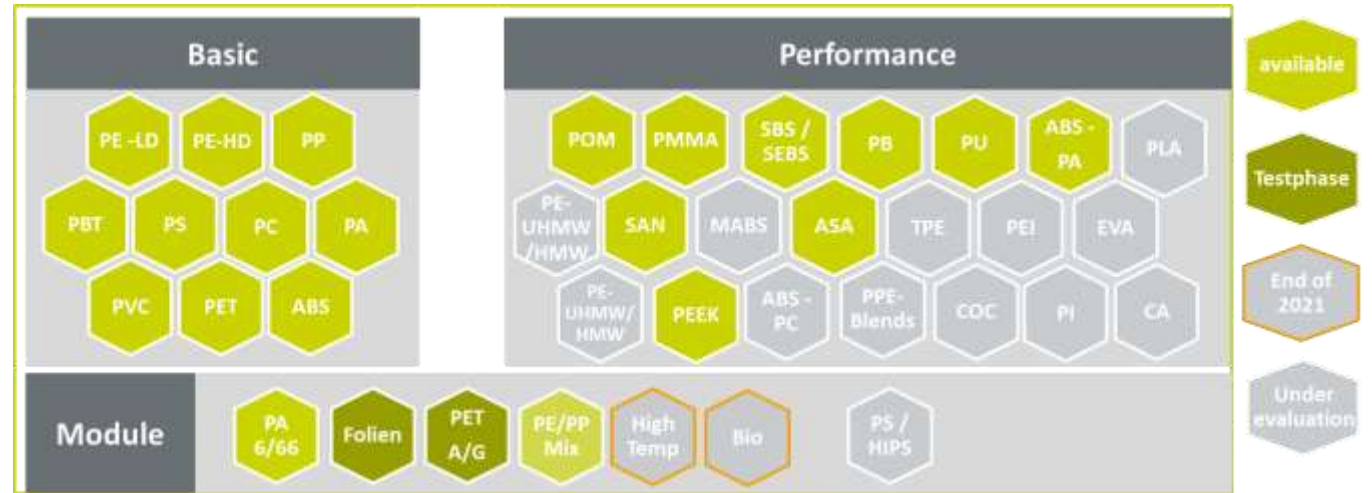 Basic
PE -LD
PE-HD
PP
PBT
PS
PC
PA
PVC
PET
ABS
Performance
POM
PMMA
SBS /
SEBS
PB
PU
ABS -
PA
PLA
PE-
UHMW
/HMW
SAN
MABS
ASA
TPE
PEI
EVA
PE-
UHMW/
HMW
PEEK
ABS -
PC
PPE-
Blends
COC
PI
CA
Module
PA
6/66
Folien
PET
A/G
PE/PP
Mix
High
Temp
Bio
PS /
HIPS
available
Testphase
End of
2021
Under
evaluation